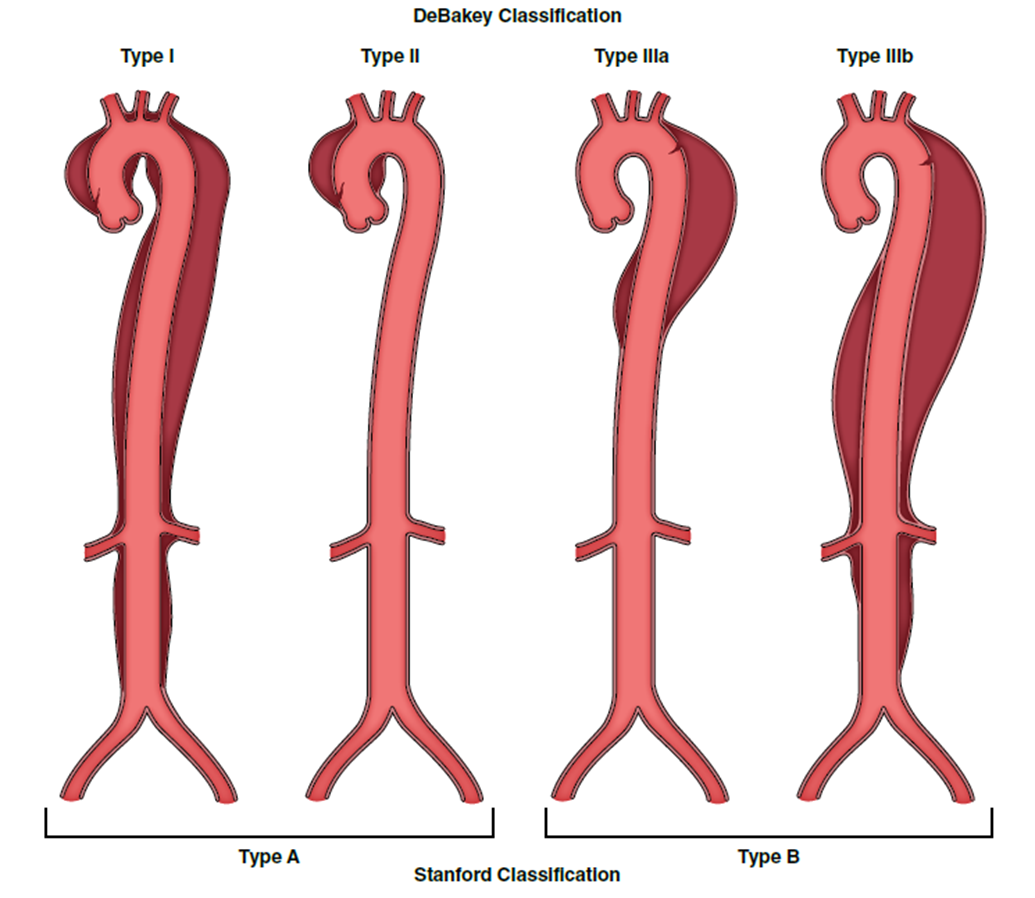 DeBakey Classification
Type I Type II Type IIIa Type IIIb
Type A Type B
Stanford Classification